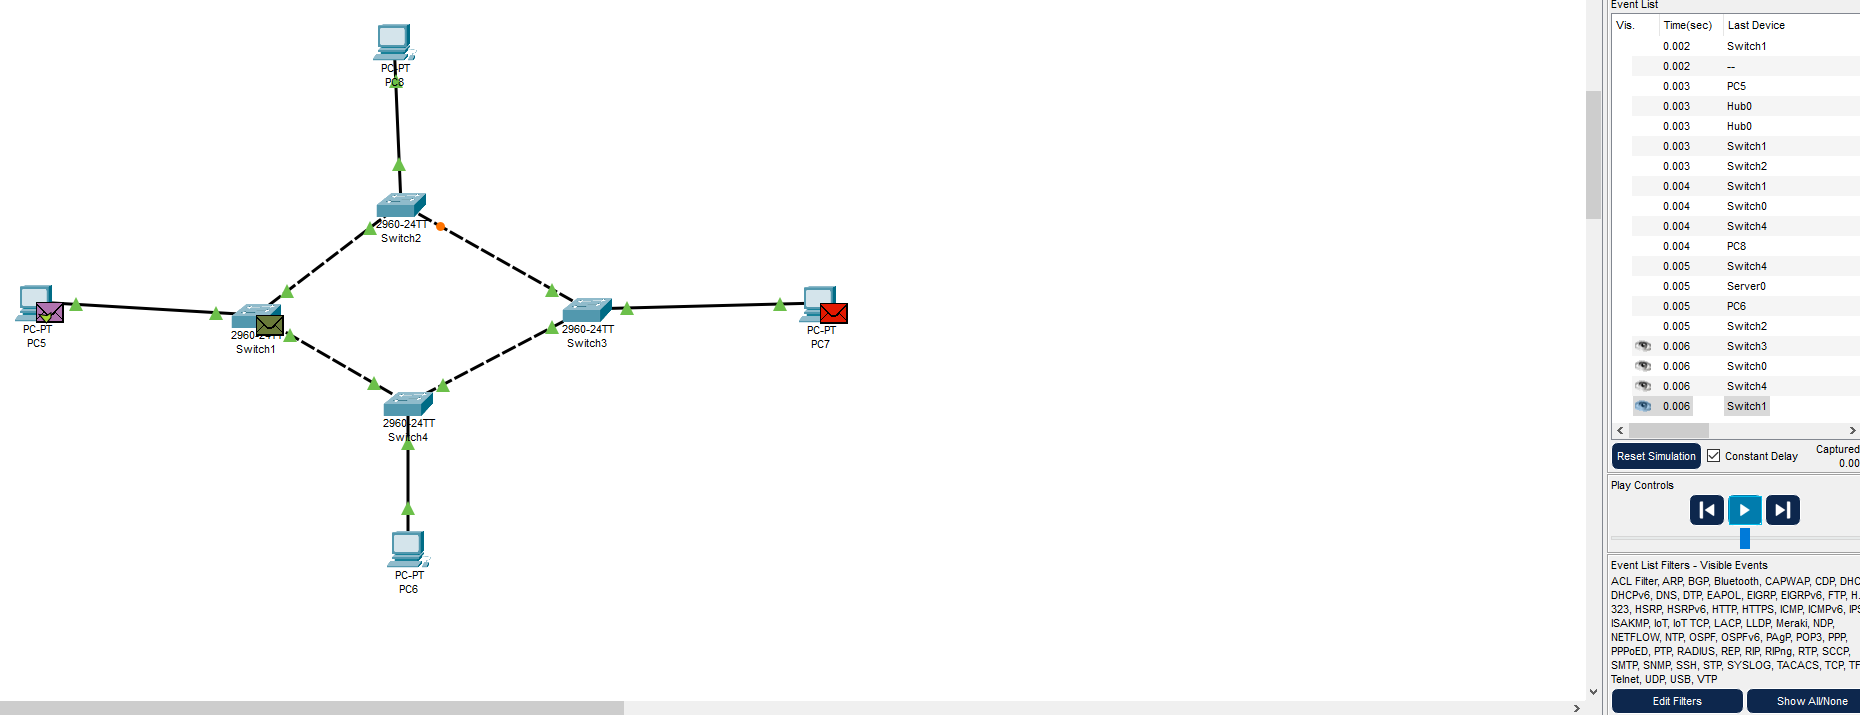 PC-PT
PC8
2960-24TT
Switch2
PC-PT
PC5
2960-24TT
Switch1
2960-24TT
Switch3
PC-PT
PC7
2960-24TT
Switch4
PC-PT
PC6
Event List
Vis. Time(sec) Last Device
0.002 Switch1
0.002 --
0.003 PC5
0.003 Hub0
0.003 Hub0
0.003 Switch1
0.003 Switch2
0.004 Switch1
0.004 Switch0
0.004 Switch4
0.004 PC8
0.005 Switch4
0.005 Server0
0.005 PC6
0.005 Switch2
0.006 Switch3
0.006 Switch0
0.006 Switch4
0.006 Switch1
Reset Simulation Constant Delay Captured
0.00
Play Controls
Event List Filters - Visible Events
ACL Filter, ARP, BGP, Bluetooth, CAPWAP, CDP, DHC
DHCPv6, DNS, DTP, EAPOL, EIGRP, EIGRPv6, FTP, H.
323, HSRP, HSRPv6, HTTP, HTTPS, ICMP, ICMPv6, IPS
ISAKMP, IoT, IoT TCP, LACP, LLDP, Meraki, NDP,
NETFLOW, NTP, OSPF, OSPFv6, PAgP, POP3, PPP,
PPPoED, PTP, RADIUS, REP, RIP, RIPng, RTP, SCCP,
SMTP, SNMP, SSH, STP, SYSLOG, TACACS, TCP, TF
Telnet, UDP, USB, VTP
Edit Filters Show All/None